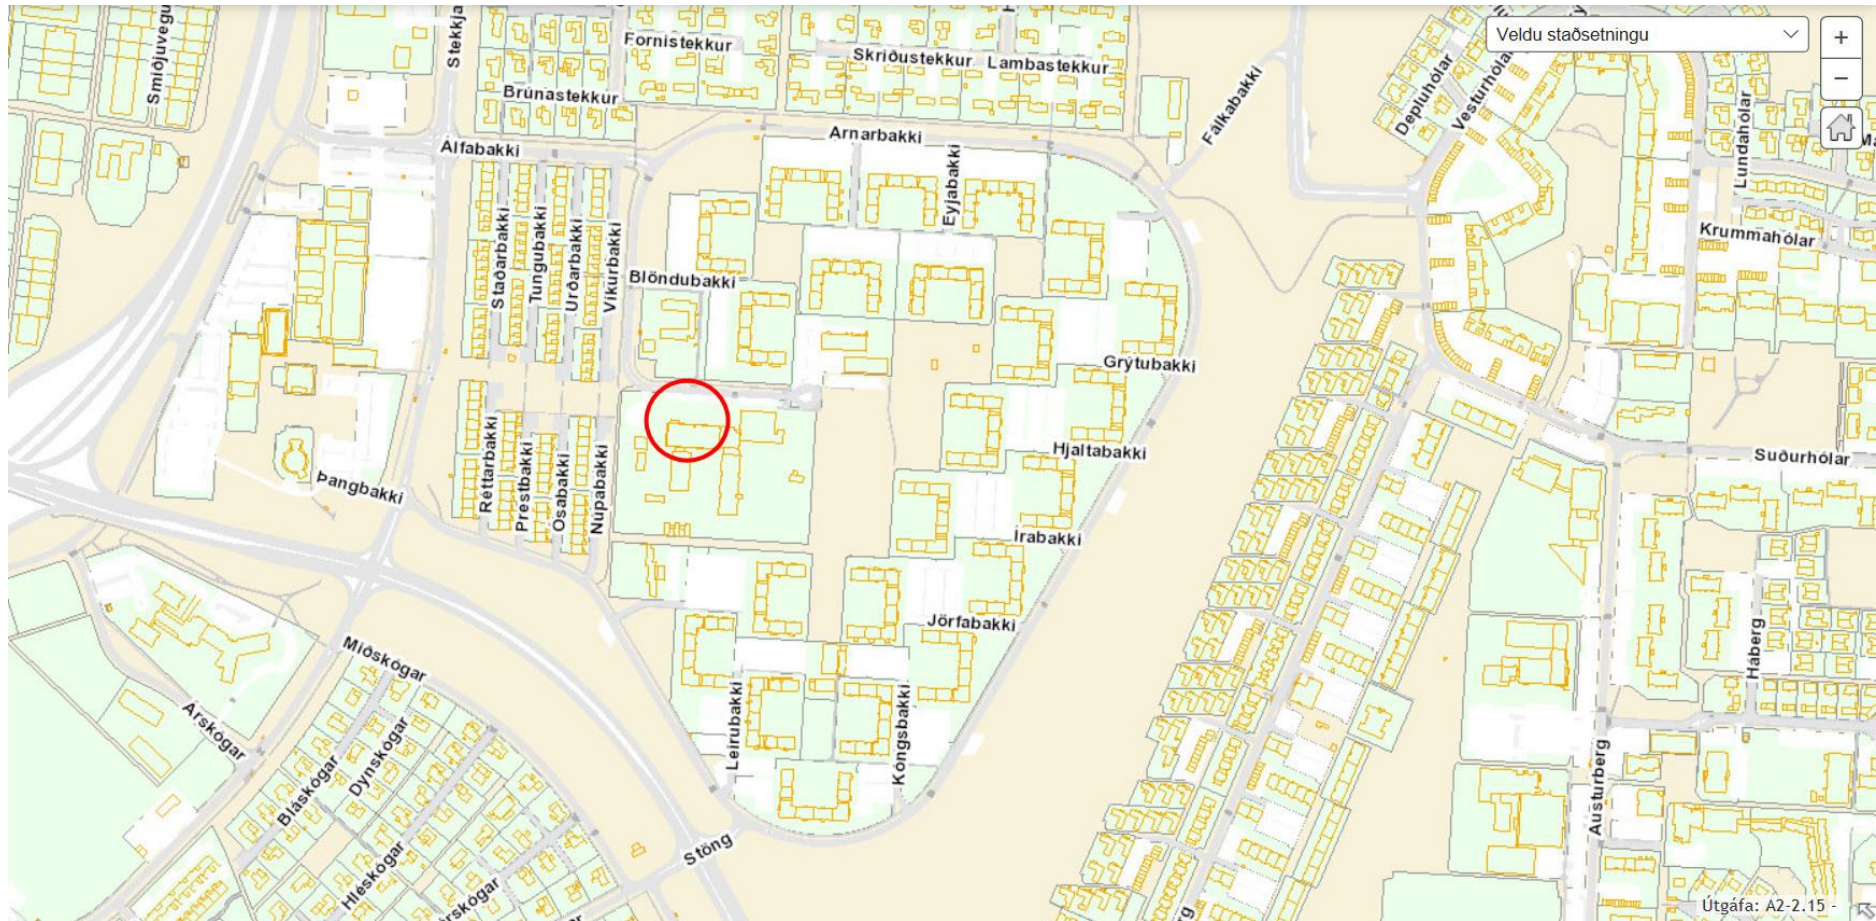 Veldu staðsetningu
+
−
Smiðjuvegu
Stekkja
Fornistekkur
Skriðustekkur
Lambastekkur
Brúnastekkur
Fálkabakki
Depluhólar
Vesturhólar
Lundahólar
Arnarbakki
Álfabakki
Eyjabakki
Staðarbakki
Tungubakki
Urðarbakki
Víkurbakki
Blöndubakki
Krummahólar
Grýtubakki
Hjaltabakki
Suðurhólar
Þangbakki
Réttarbakki
Prestbakki
Ósabakki
Núpabakki
Írabakki
Jörfabakki
Miðskógar
Árskógar
Leirubakki
Kóngsbakki
Háberg
Bláskógar
Dynskógar
Hléskógar
Stöng
Austurberg
Útgáfa: A2-2.15 -